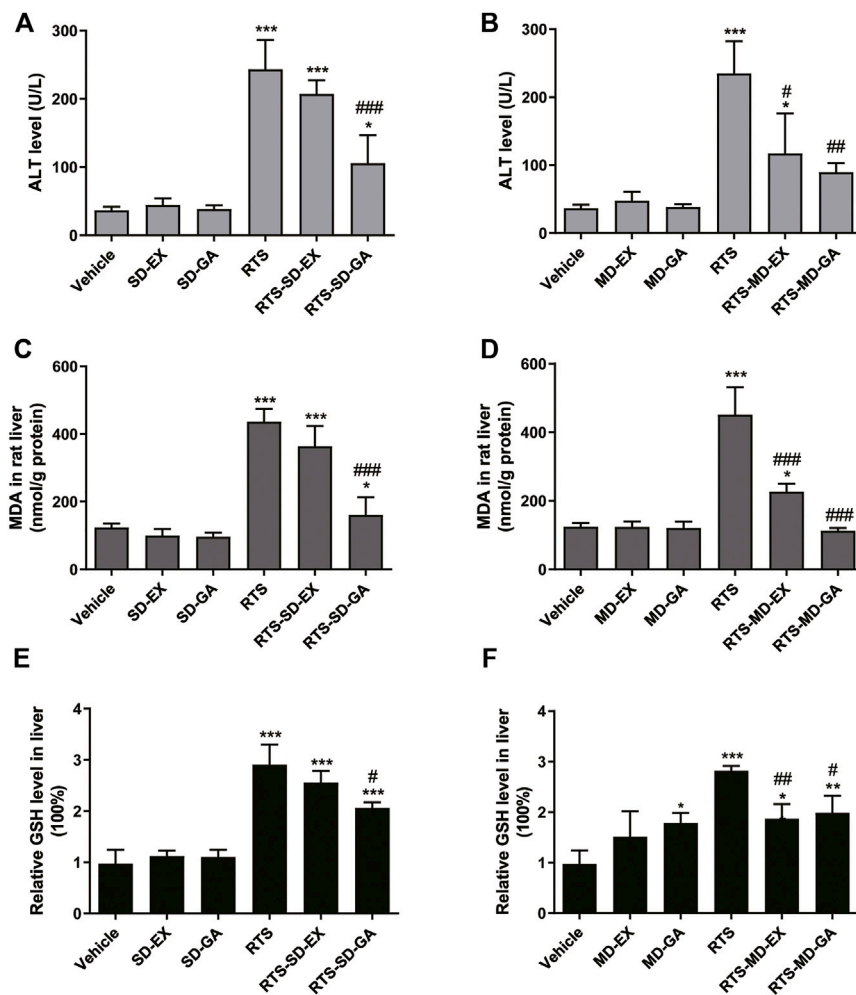 A
ALT level (U/L)
300
200
100
0
***
***
###
*
Vehicle
SD-EX
SD-GA
RTS
RTS-SD-EX
RTS-SD-GA
B
ALT level (U/L)
300
200
100
0
***
#
*
##
Vehicle
MD-EX
MD-GA
RTS
RTS-MD-EX
RTS-MD-GA
C
MDA in rat liver
(nmol/g protein)
600
400
200
0
***
***
###
*
Vehicle
SD-EX
SD-GA
RTS
RTS-SD-EX
RTS-SD-GA
D
MDA in rat liver
(nmol/g protein)
600
400
200
0
***
###
*
###
Vehicle
MD-EX
MD-GA
RTS
RTS-MD-EX
RTS-MD-GA
E
Relative GSH level in liver
(100%)
4
3
2
1
0
***
***
#
***
Vehicle
SD-EX
SD-GA
RTS
RTS-SD-EX
RTS-SD-GA
F
Relative GSH level in liver
(100%)
4
3
2
1
0
*
***
##
*
#
**
Vehicle
MD-EX
MD-GA
RTS
RTS-MD-EX
RTS-MD-GA